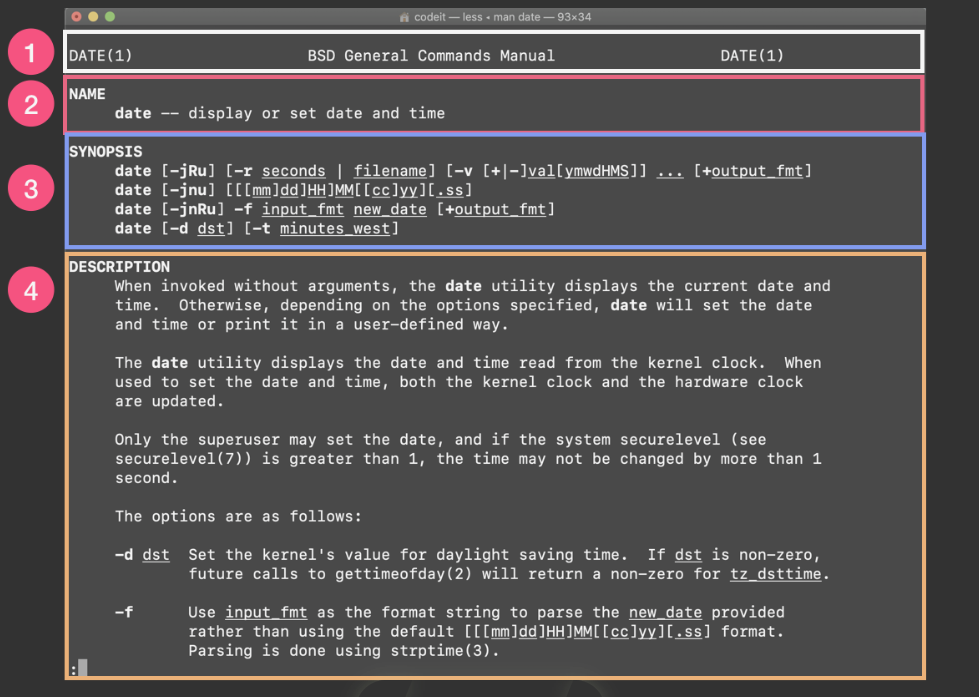 codeit — less • man date — 93×34
1
DATE(1) BSD General Commands Manual DATE(1)
2
NAME
date -- display or set date and time
3
SYNOPSIS
date [-jRu] [-r seconds | filename] [-v [+|-]val[ymwdHMS]] ... [+output_fmt]
date [-jnu] [[[mm]dd]HH]MM[[cc]yy][.ss]
date [-jnRu] -f input_fmt new_date [+output_fmt]
date [-d dst] [-t minutes_west]
4
DESCRIPTION
When invoked without arguments, the date utility displays the current date and
time.  Otherwise, depending on the options specified, date will set the date
and time or print it in a user-defined way.
The date utility displays the date and time read from the kernel clock.  When
used to set the date and time, both the kernel clock and the hardware clock
are updated.
Only the superuser may set the date, and if the system securelevel (see
securelevel(7)) is greater than 1, the time may not be changed by more than 1
second.
The options are as follows:
-d dst  Set the kernel's value for daylight saving time.  If dst is non-zero,
future calls to gettimeofday(2) will return a non-zero for tz_dsttime.
-f      Use input_fmt as the format string to parse the new_date provided
rather than using the default [[[mm]dd]HH]MM[[cc]yy][.ss] format.
Parsing is done using strptime(3).
: